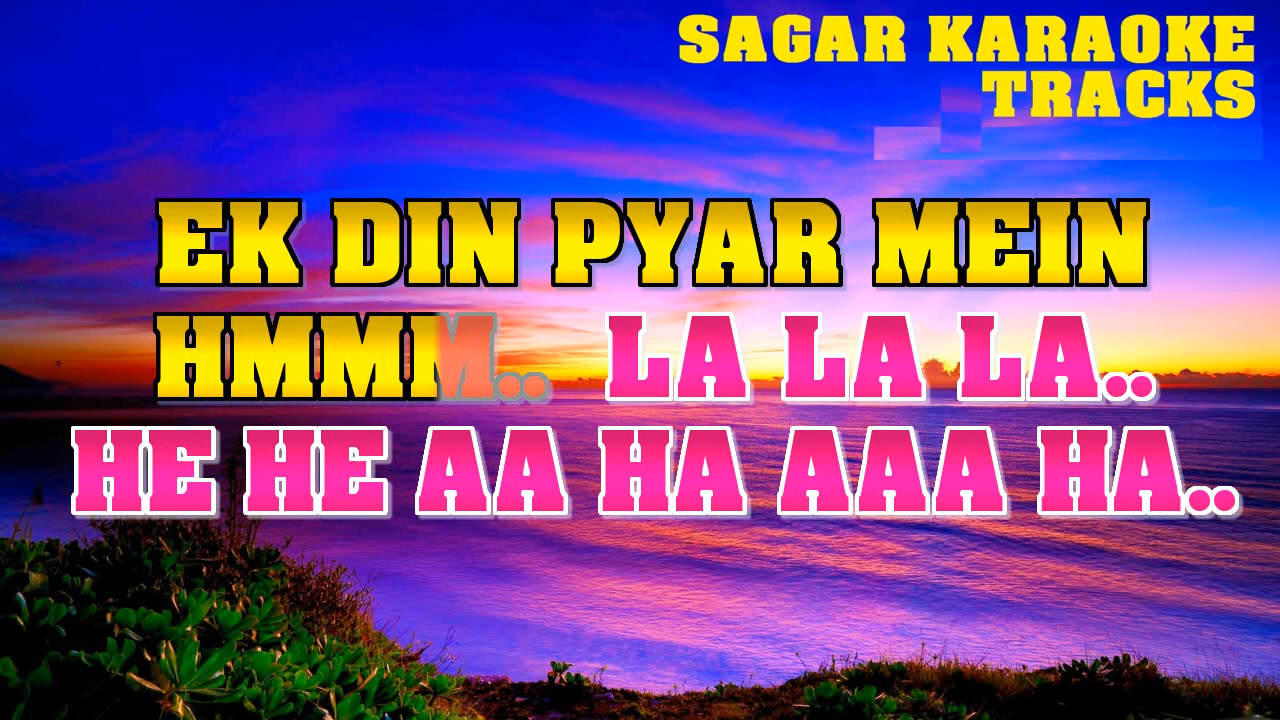 SAGAR KARAOKE
TRACKS
EK DIN PYAR MEIN
HMMM.. LA LA LA..
HE HE AA HA AAA HA..